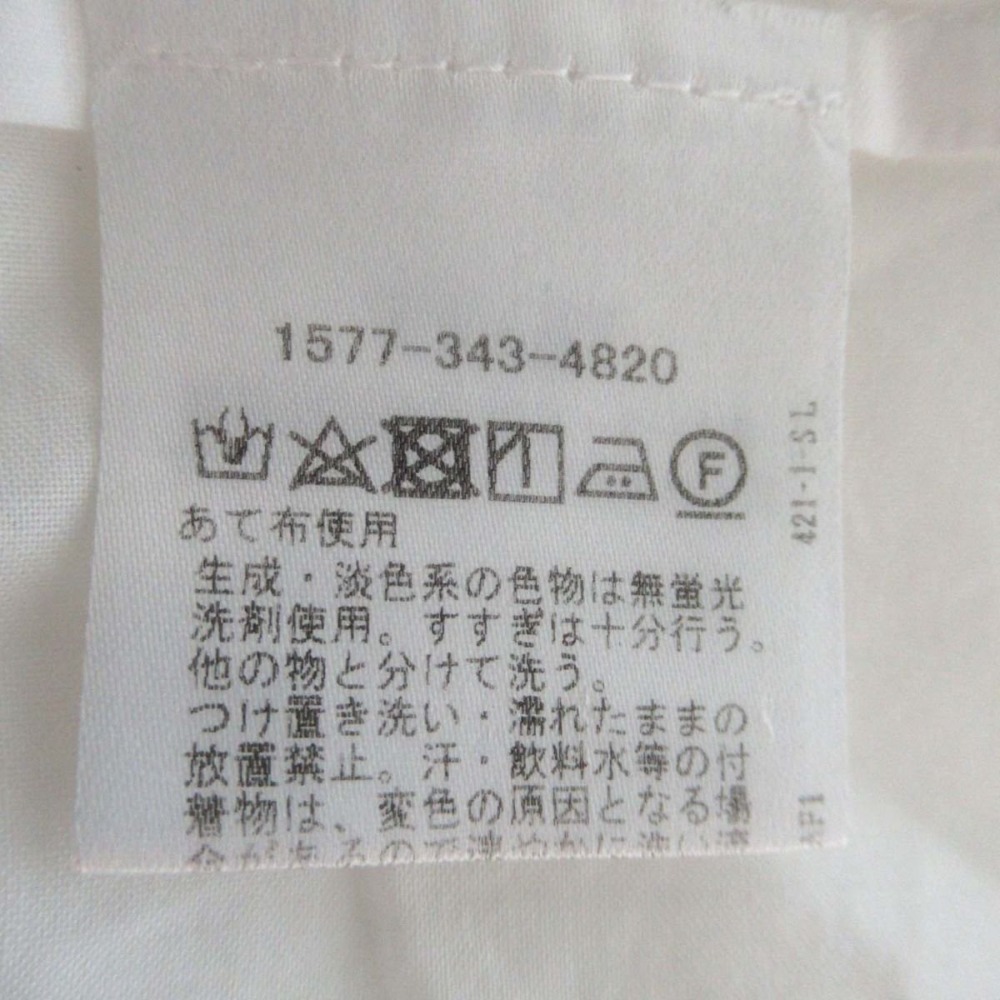 1577-343-4820
F
あて布使用
生成・淡色系の色物は無蛍光
洗剤使用。すすぎは十分行う。
他の物と分けて洗う。
つけ置き洗い・濡れたままの
放置禁止。汗・飲料水等の付
着物は、変色の原因となる場
421-1-SL
AF1